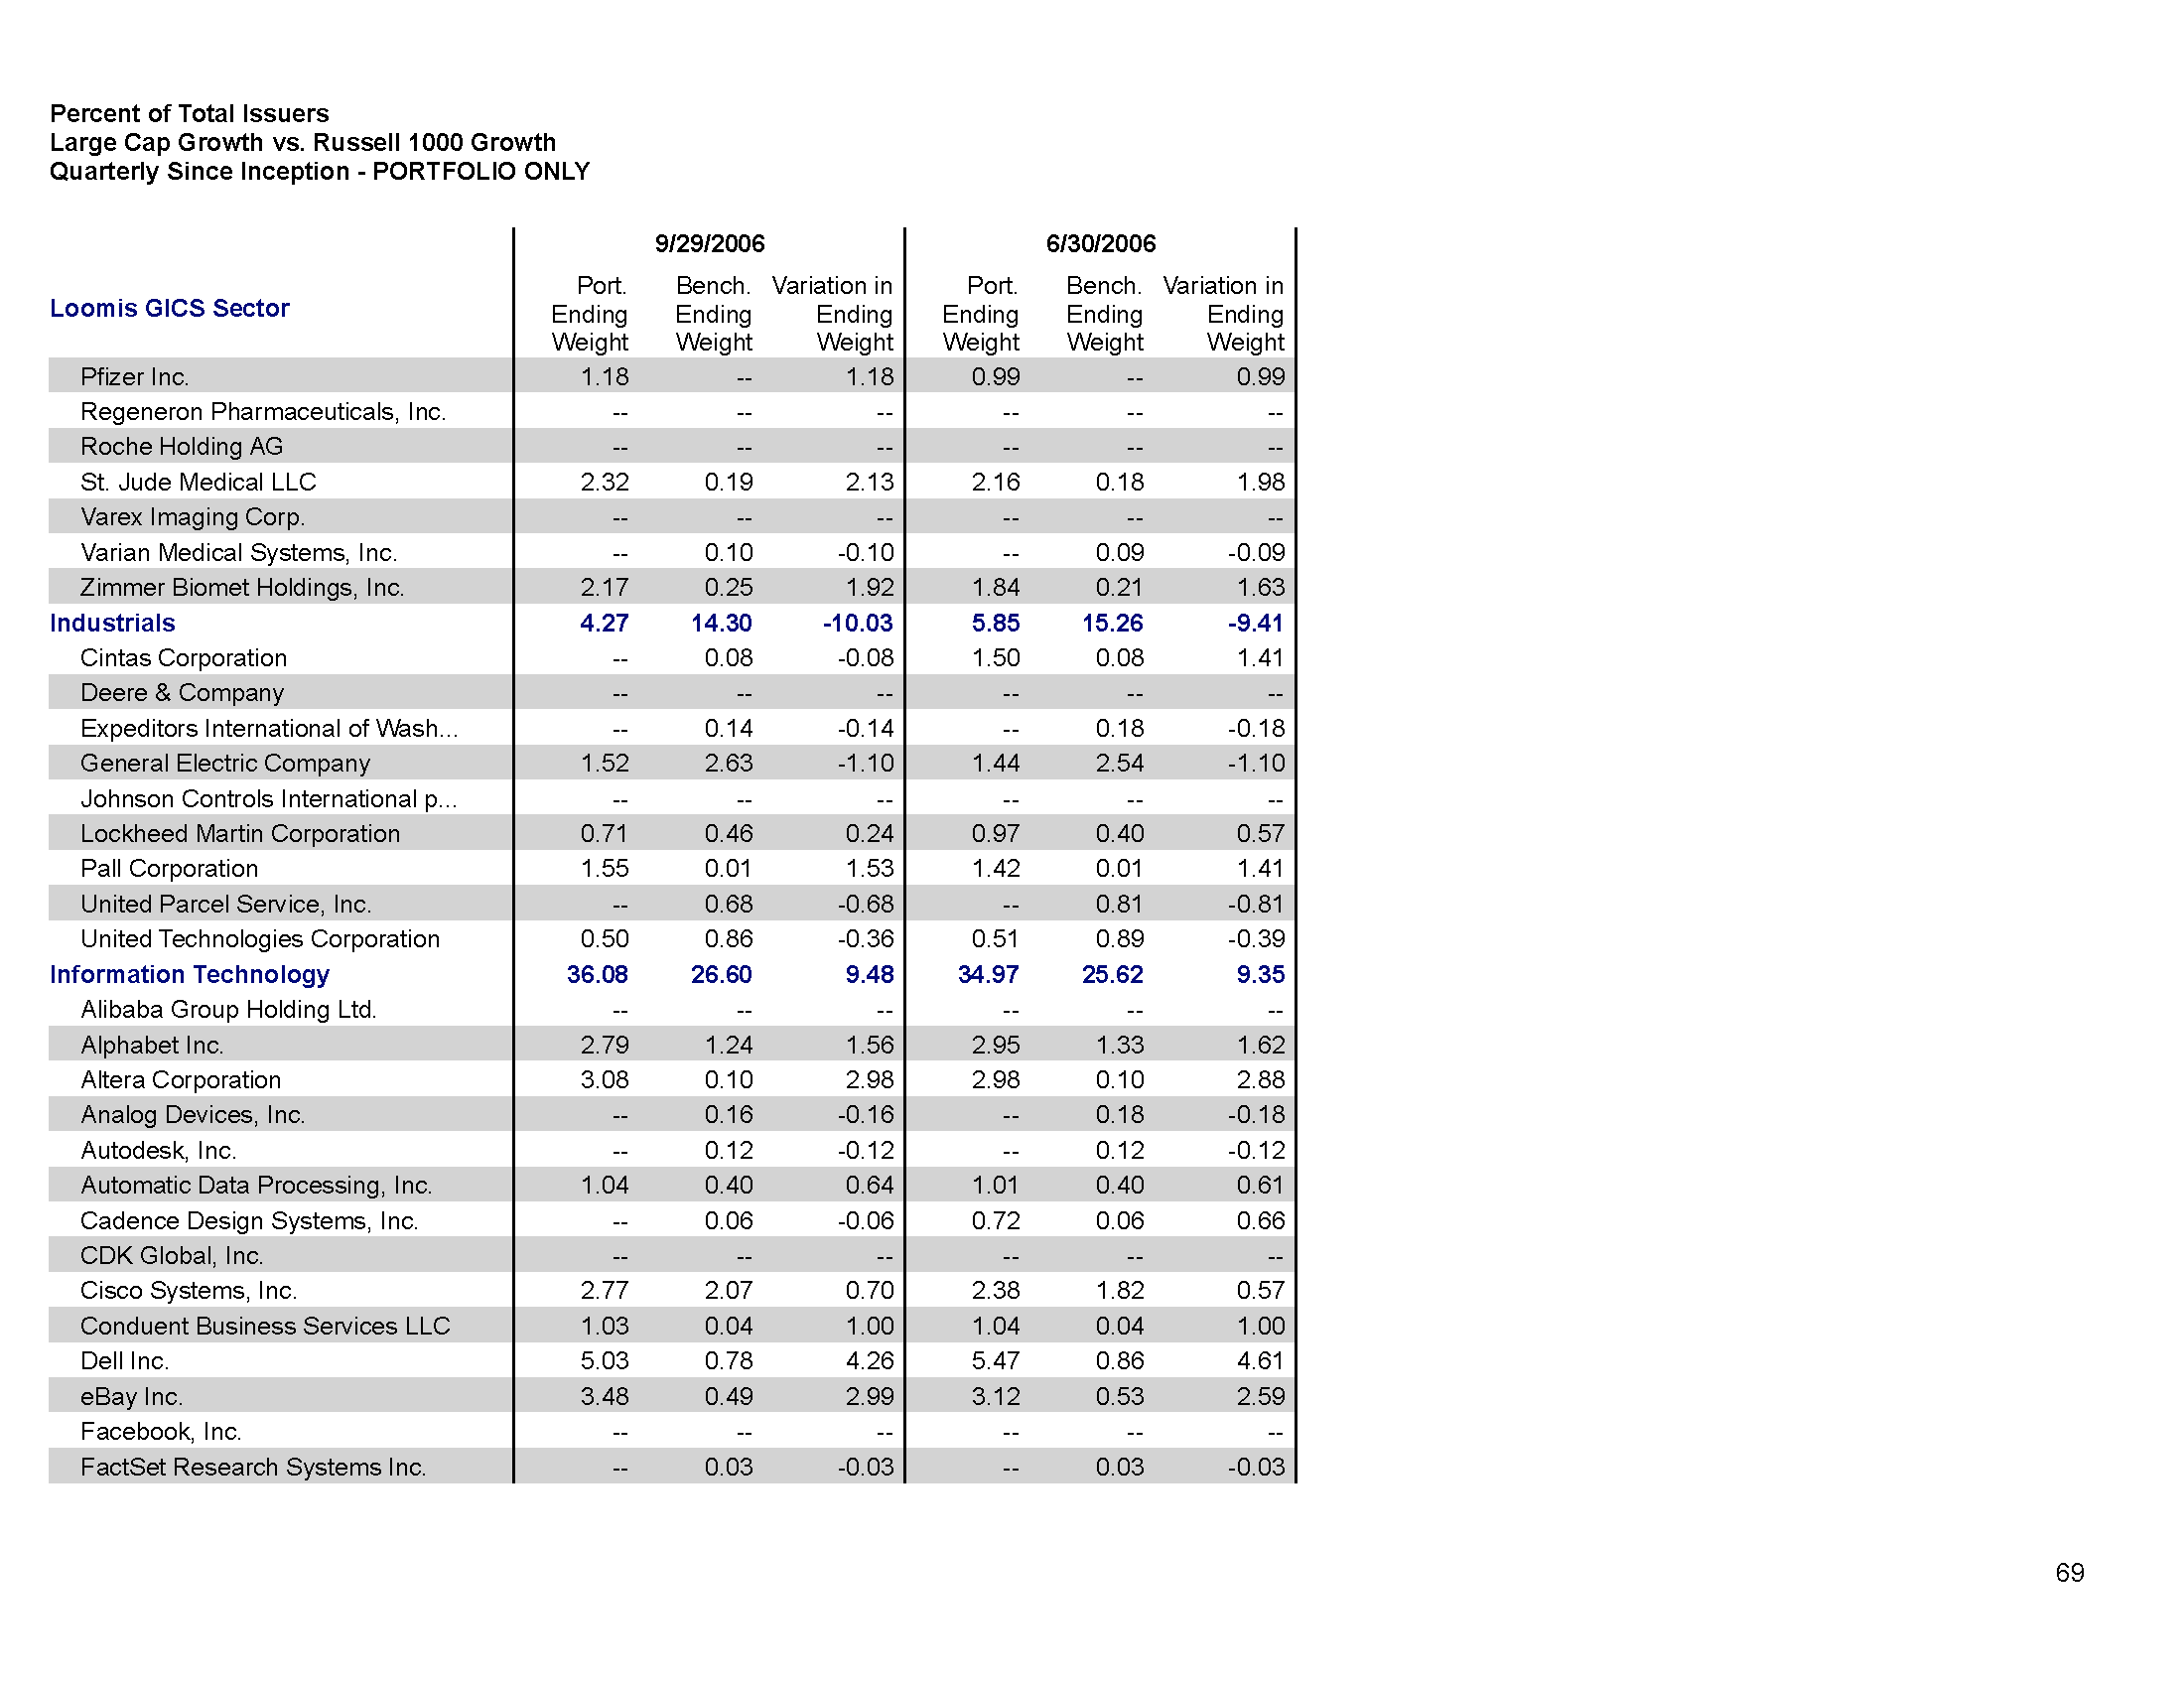 Percent of Total Issuers
Large Cap Growth vs. Russell 1000 Growth
Quarterly Since Inception - PORTFOLIO ONLY
9/29/2006 6/30/2006
Loomis GICS Sector
Port. Bench. Variation in Port. Bench. Variation in
Ending Ending Ending Ending Ending Ending
Weight Weight Weight Weight Weight Weight
Pfizer Inc. 1.18 -- 1.18 0.99 -- 0.99
Regeneron Pharmaceuticals, Inc. -- -- -- -- -- --
Roche Holding AG -- -- -- -- -- --
St. Jude Medical LLC 2.32 0.19 2.13 2.16 0.18 1.98
Varex Imaging Corp. -- -- -- -- -- --
Varian Medical Systems, Inc. -- 0.10 -0.10 -- 0.09 -0.09
Zimmer Biomet Holdings, Inc. 2.17 0.25 1.92 1.84 0.21 1.63
Industrials 4.27 14.30 -10.03 5.85 15.26 -9.41
Cintas Corporation -- 0.08 -0.08 1.50 0.08 1.41
Deere & Company -- -- -- -- -- --
Expeditors International of Wash... -- 0.14 -0.14 -- 0.18 -0.18
General Electric Company 1.52 2.63 -1.10 1.44 2.54 -1.10
Johnson Controls International p... -- -- -- -- -- --
Lockheed Martin Corporation 0.71 0.46 0.24 0.97 0.40 0.57
Pall Corporation 1.55 0.01 1.53 1.42 0.01 1.41
United Parcel Service, Inc. -- 0.68 -0.68 -- 0.81 -0.81
United Technologies Corporation 0.50 0.86 -0.36 0.51 0.89 -0.39
Information Technology 36.08 26.60 9.48 34.97 25.62 9.35
Alibaba Group Holding Ltd. -- -- -- -- -- --
Alphabet Inc. 2.79 1.24 1.56 2.95 1.33 1.62
Altera Corporation 3.08 0.10 2.98 2.98 0.10 2.88
Analog Devices, Inc. -- 0.16 -0.16 -- 0.18 -0.18
Autodesk, Inc. -- 0.12 -0.12 -- 0.12 -0.12
Automatic Data Processing, Inc. 1.04 0.40 0.64 1.01 0.40 0.61
Cadence Design Systems, Inc. -- 0.06 -0.06 0.72 0.06 0.66
CDK Global, Inc. -- -- -- -- -- --
Cisco Systems, Inc. 2.77 2.07 0.70 2.38 1.82 0.57
Conduent Business Services LLC 1.03 0.04 1.00 1.04 0.04 1.00
Dell Inc. 5.03 0.78 4.26 5.47 0.86 4.61
eBay Inc. 3.48 0.49 2.99 3.12 0.53 2.59
Facebook, Inc. -- -- -- -- -- --
FactSet Research Systems Inc. -- 0.03 -0.03 -- 0.03 -0.03
69